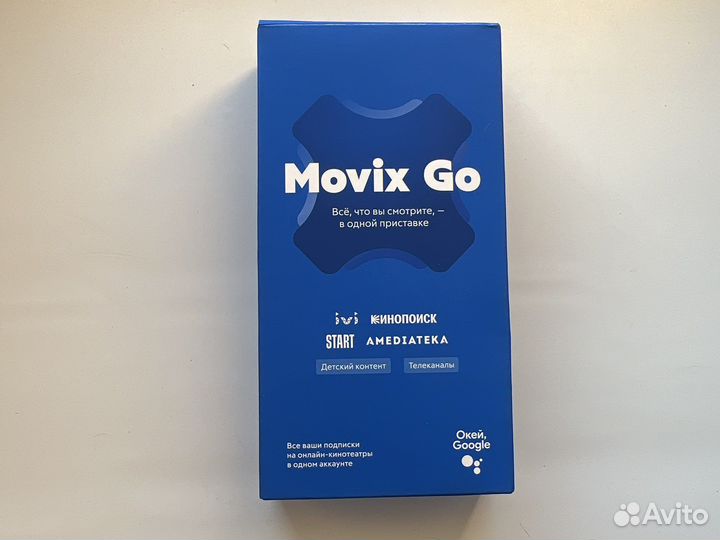 Movix Go
Всё, что вы смотрите, —
в одной приставке
ivi КИНОПОИСК
START AMEDIATEKA
Детский контент Телеканалы
Все ваши подписки
на онлайн-кинотеатры
в одном аккаунте
Окей,
Google
Avito